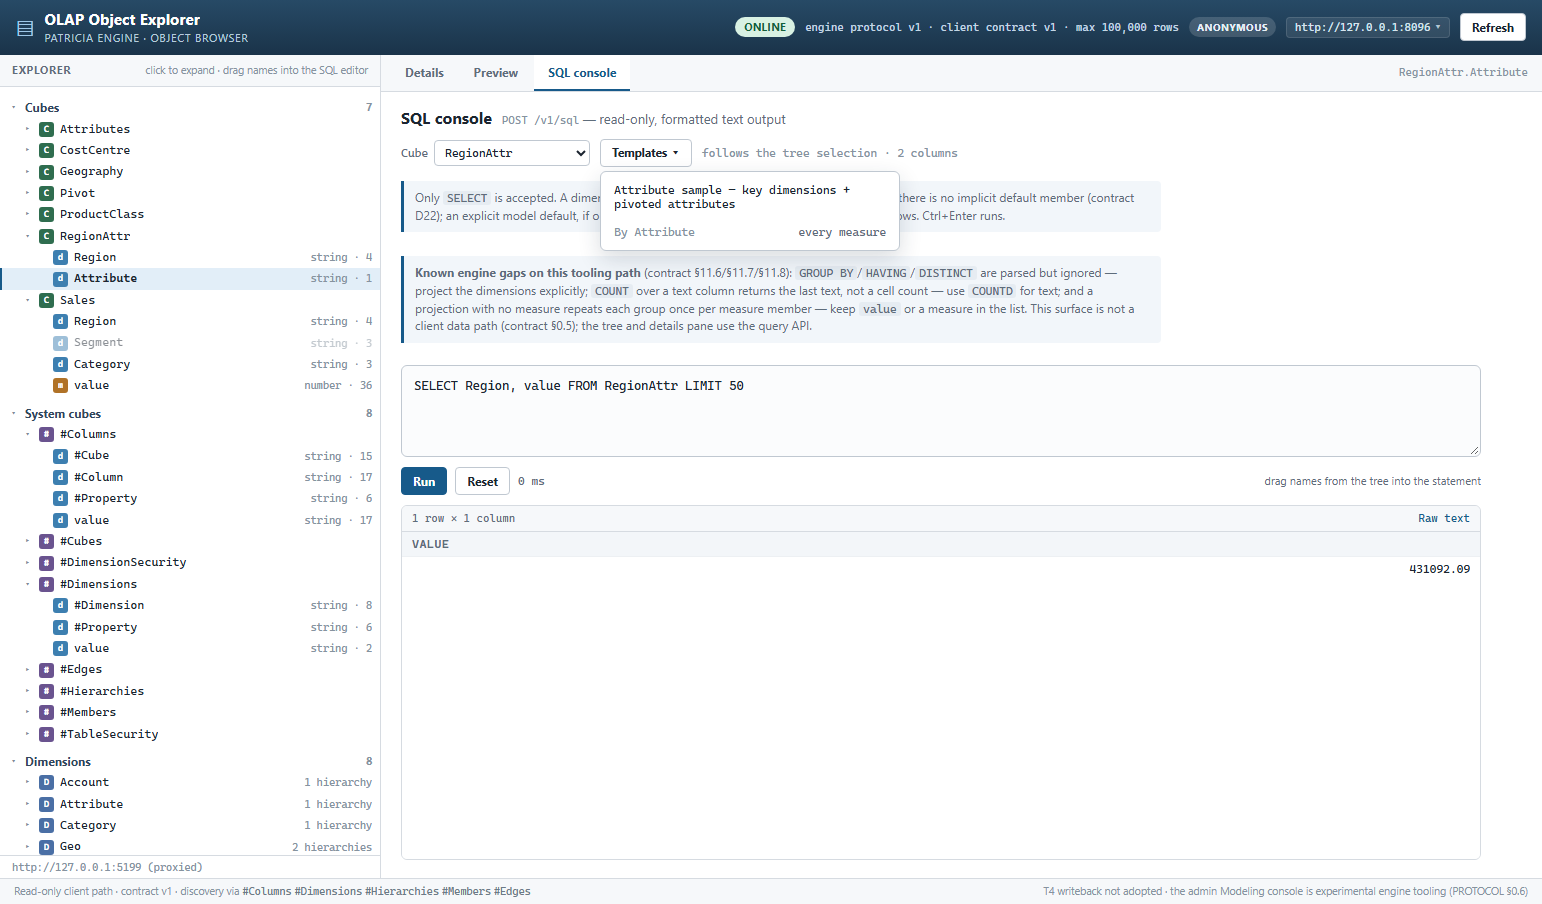 OLAP Object Explorer
PATRICIA ENGINE · OBJECT BROWSER
ONLINE engine protocol v1 · client contract v1 · max 100,000 rows ANONYMOUS http://127.0.0.1:8096 Refresh
EXPLORER click to expand · drag names into the SQL editor
Cubes 7
C Attributes
C CostCentre
C Geography
C Pivot
C ProductClass
C RegionAttr
d Region string · 4
d Attribute string · 1
C Sales
d Region string · 4
d Segment string · 3
d Category string · 3
m value number · 36
System cubes 8
# #Columns
d #Cube string · 15
d #Column string · 17
d #Property string · 6
d value string · 17
# #Cubes
# #DimensionSecurity
# #Dimensions
d #Dimension string · 8
d #Property string · 6
d value string · 2
# #Edges
# #Hierarchies
# #Members
# #TableSecurity
Dimensions 8
D Account 1 hierarchy
D Attribute 1 hierarchy
D Category 1 hierarchy
D Geo 2 hierarchies
http://127.0.0.1:5199 (proxied)
Details Preview SQL console RegionAttr.Attribute
SQL console POST /v1/sql — read-only, formatted text output
Cube RegionAttr Templates follows the tree selection · 2 columns
Attribute sample — key dimensions +
pivoted attributes
By Attribute every measure
Only SELECT is accepted. A dimen there is no implicit default member (contract
D22); an explicit model default, if o ows. Ctrl+Enter runs.
Known engine gaps on this tooling path (contract §11.6/§11.7/§11.8): GROUP BY / HAVING / DISTINCT are parsed but ignored —
project the dimensions explicitly; COUNT over a text column returns the last text, not a cell count — use COUNTD for text; and a
projection with no measure repeats each group once per measure member — keep value or a measure in the list. This surface is not a
client data path (contract §0.5); the tree and details pane use the query API.
SELECT Region, value FROM RegionAttr LIMIT 50
Run Reset 0 ms drag names from the tree into the statement
1 row × 1 column Raw text
VALUE
431092.09
Read-only client path · contract v1 · discovery via #Columns #Dimensions #Hierarchies #Members #Edges T4 writeback not adopted · the admin Modeling console is experimental engine tooling (PROTOCOL §0.6)